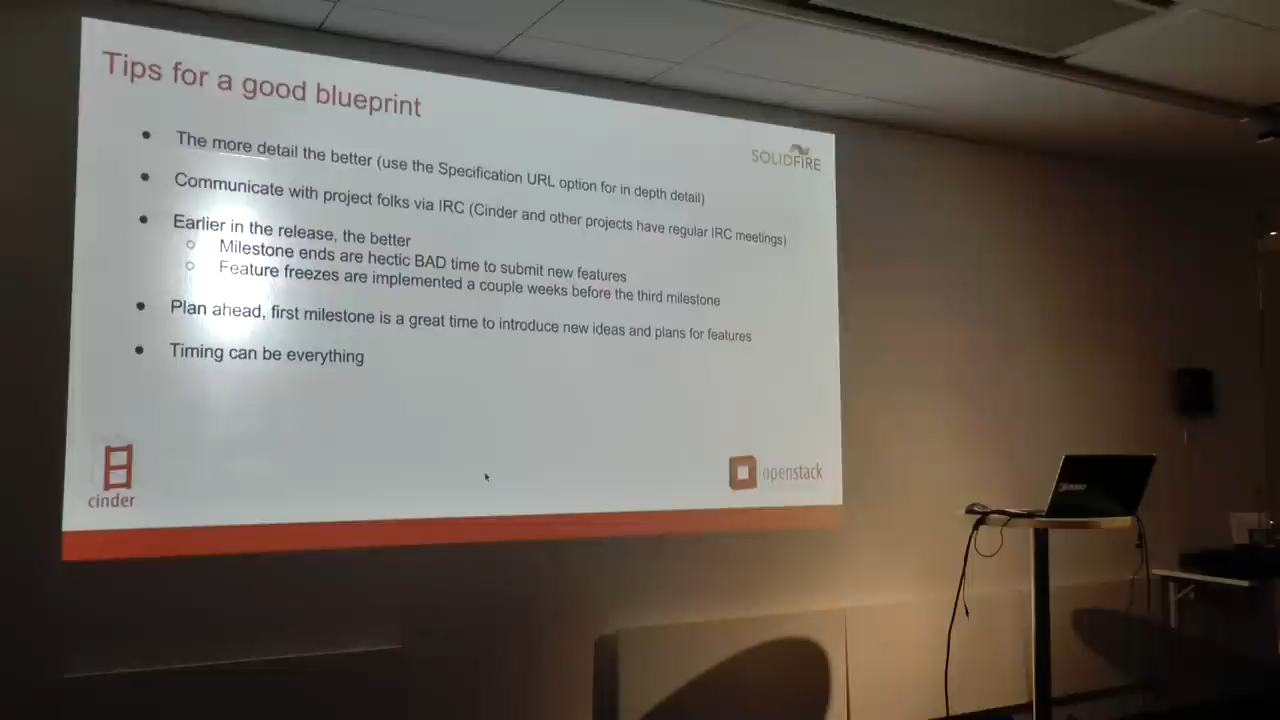 Tips for a good blueprint
SOLIDFIRE
● The more detail the better (use the Specification URL option for in depth detail)
● Communicate with project folks via IRC (Cinder and other projects have regular IRC meetings)
● Earlier in the release, the better
○ Milestone ends are hectic BAD time to submit new features
○ Feature freezes are implemented a couple weeks before the third milestone
● Plan ahead, first milestone is a great time to introduce new ideas and plans for features
● Timing can be everything
cinder
openstack